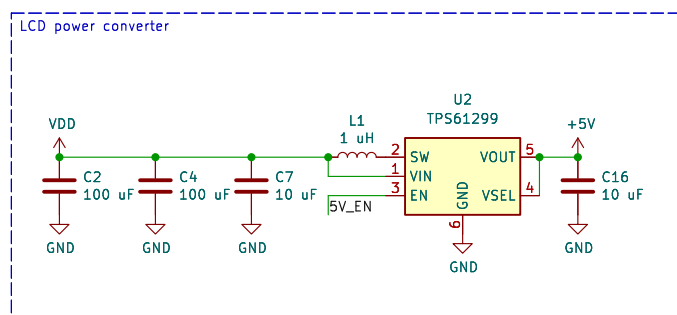 LCD power converter
U2
TPS61299
VDD
L1
1 uH
+5V
2
SW
VOUT
5
1
VIN
3
EN
GND
VSEL
4
C2
100 uF
C4
100 uF
C7
10 uF
C16
10 uF
5V_EN
6
GND
GND
GND
GND
GND